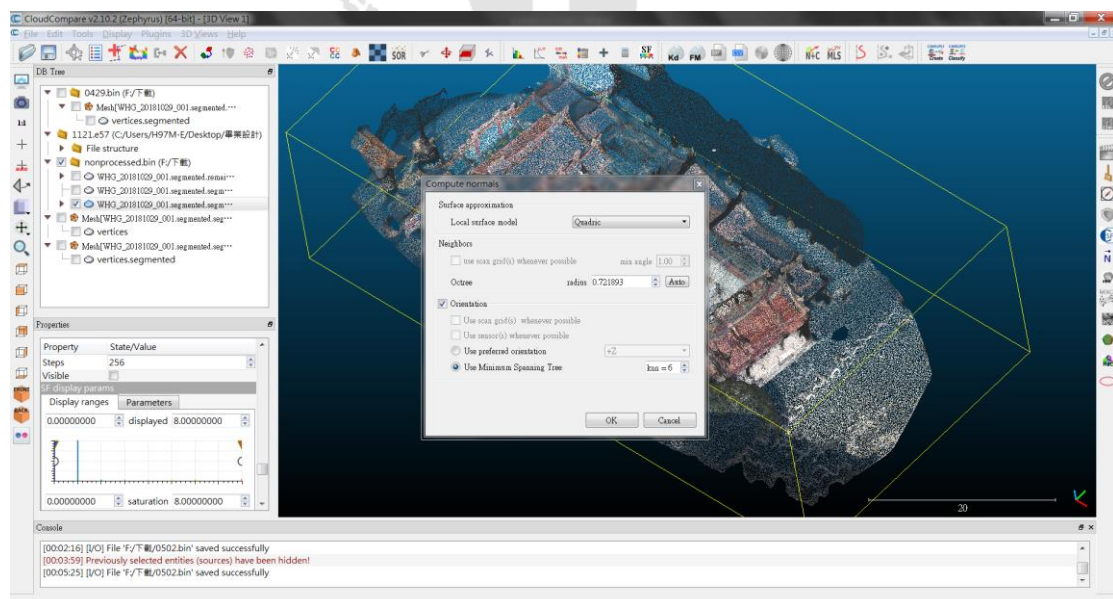 CloudCompare v2.10.2 (Zephyrus) [64-bit] - [3D View 1]
File Edit Tools Display Plugins 3D Views Help
SOR SF Kd FM N+C MLS Create Classify
DB Tree
0429.bin (F:/下載)
Mesh[WHG_20181029_001.segmented.…
vertices.segmented
1121.e57 (C:/Users/H97M-E/Desktop/畢業設計)
File structure
nonprocessed.bin (F:/下載)
WHG_20181029_001.segmented.remai…
WHG_20181029_001.segmented.segm…
WHG_20181029_001.segmented.segm…
Mesh[WHG_20181029_001.segmented.seg…
vertices
Mesh[WHG_20181029_001.segmented.seg…
vertices.segmented
Properties
Property State/Value
Steps 256
Visible
SF display params
Display ranges Parameters
0.00000000 displayed 8.00000000
0.00000000 saturation 8.00000000
1:1
FRONT
BACK
Compute normals
Surface approximation
Local surface model Quadric
Neighbors
use scan grid(s) whenever possible min angle 1.00
Octree radius 0.721893 Auto
Orientation
Use scan grid(s) whenever possible
Use sensor(s) whenever possible
Use preferred orientation +Z
Use Minimum Spanning Tree knn = 6
OK Cancel
20
N
Console
[00:02:16] [I/O] File 'F:/下載/0502.bin' saved successfully
[00:03:59] Previously selected entities (sources) have been hidden!
[00:05:25] [I/O] File 'F:/下載/0502.bin' saved successfully